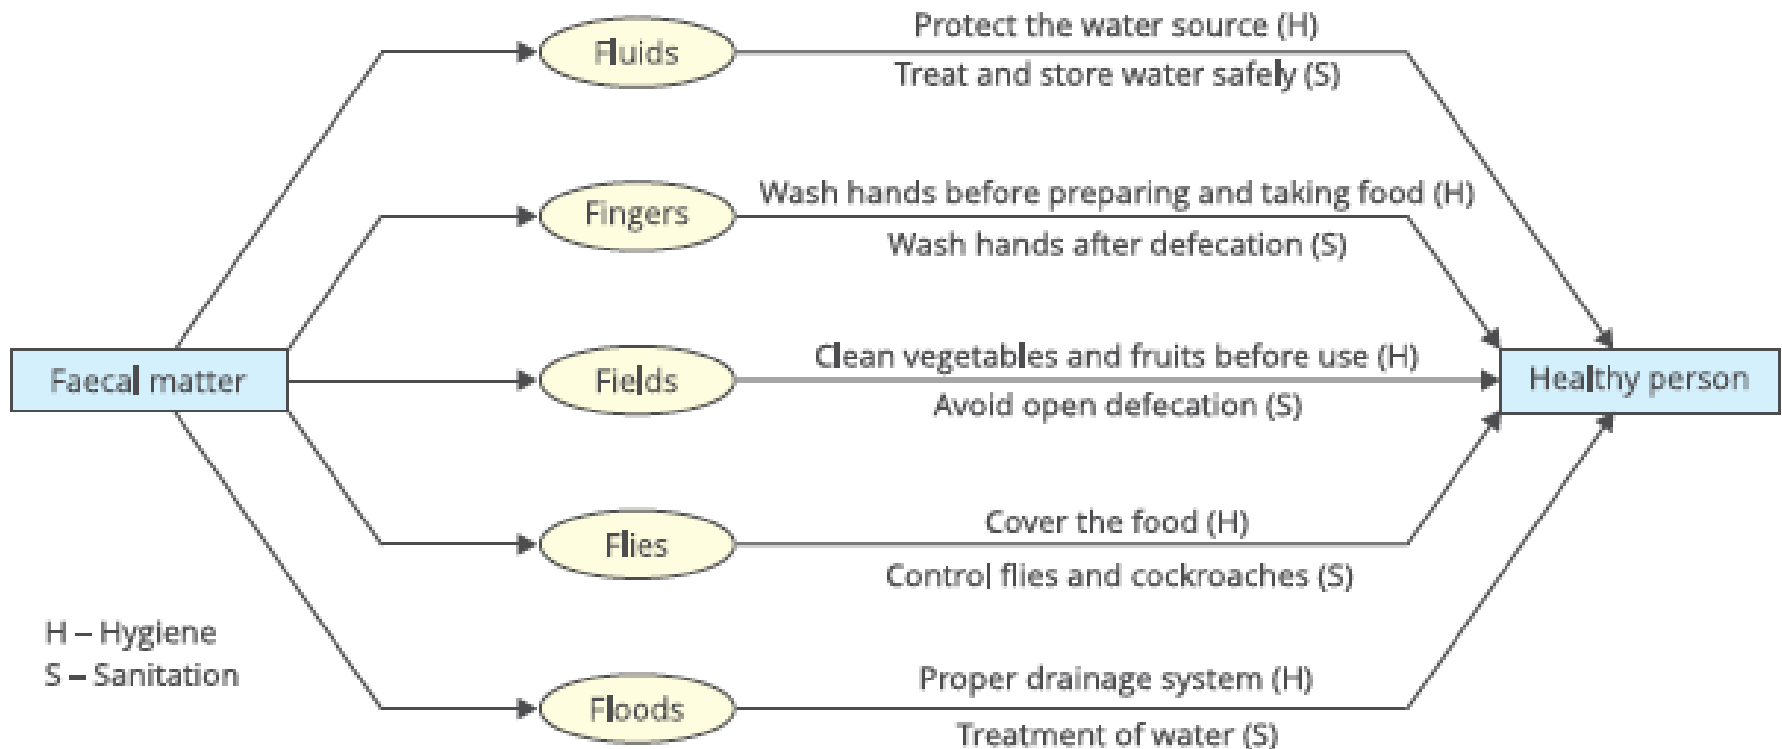 Protect the water source (H)
Fluids
Treat and store water safely (S)
Wash hands before preparing and taking food (H)
Fingers
Wash hands after defecation (S)
Clean vegetables and fruits before use (H)
Faecal matter
Fields
Healthy person
Avoid open defecation (S)
Cover the food (H)
Flies
Control flies and cockroaches (S)
H – Hygiene
S – Sanitation
Proper drainage system (H)
Floods
Treatment of water (S)